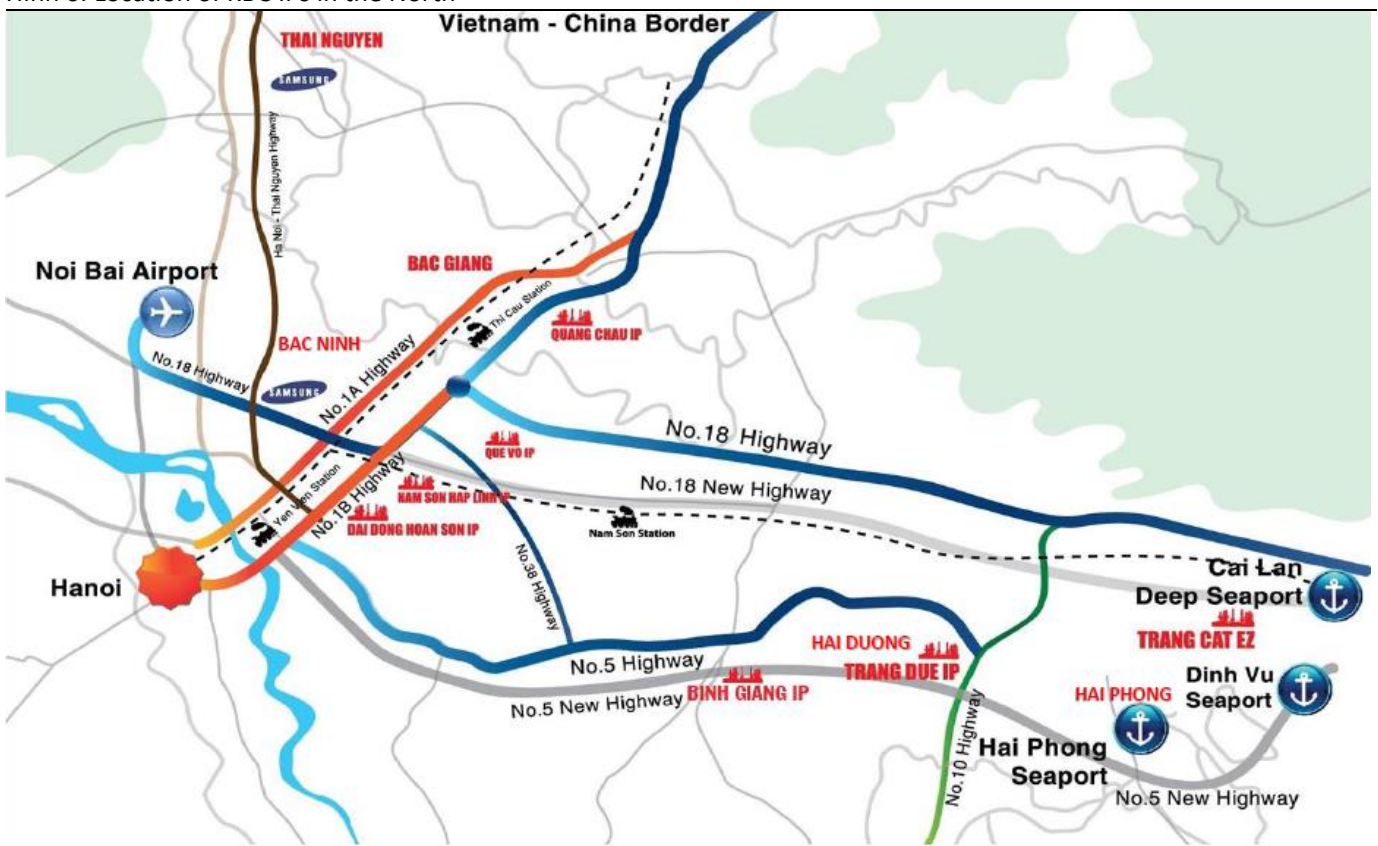 Vietnam - China Border
THAI NGUYEN
SAMSUNG
Ha Noi - Thai Nguyen Highway
Noi Bai Airport
BAC GIANG
Thi Cau Station
QUANG CHAU IP
BAC NINH
No.18 Highway
SAMSUNG
No.1A Highway
No.18 Highway
QUE VO IP
No.18 New Highway
NAM SON HAP LINH IP
Yen Vien Station
No.1B Highway
DAI DONG HOAN SON IP
Nam Son Station
No.38 Highway
Hanoi
Cai Lan
Deep Seaport
TRANG CAT EZ
HAI DUONG
TRANG DUE IP
No.5 Highway
BINH GIANG IP
No.5 New Highway
Dinh Vu
Seaport
HAI PHONG
No.10 Highway
Hai Phong
Seaport
No.5 New Highway